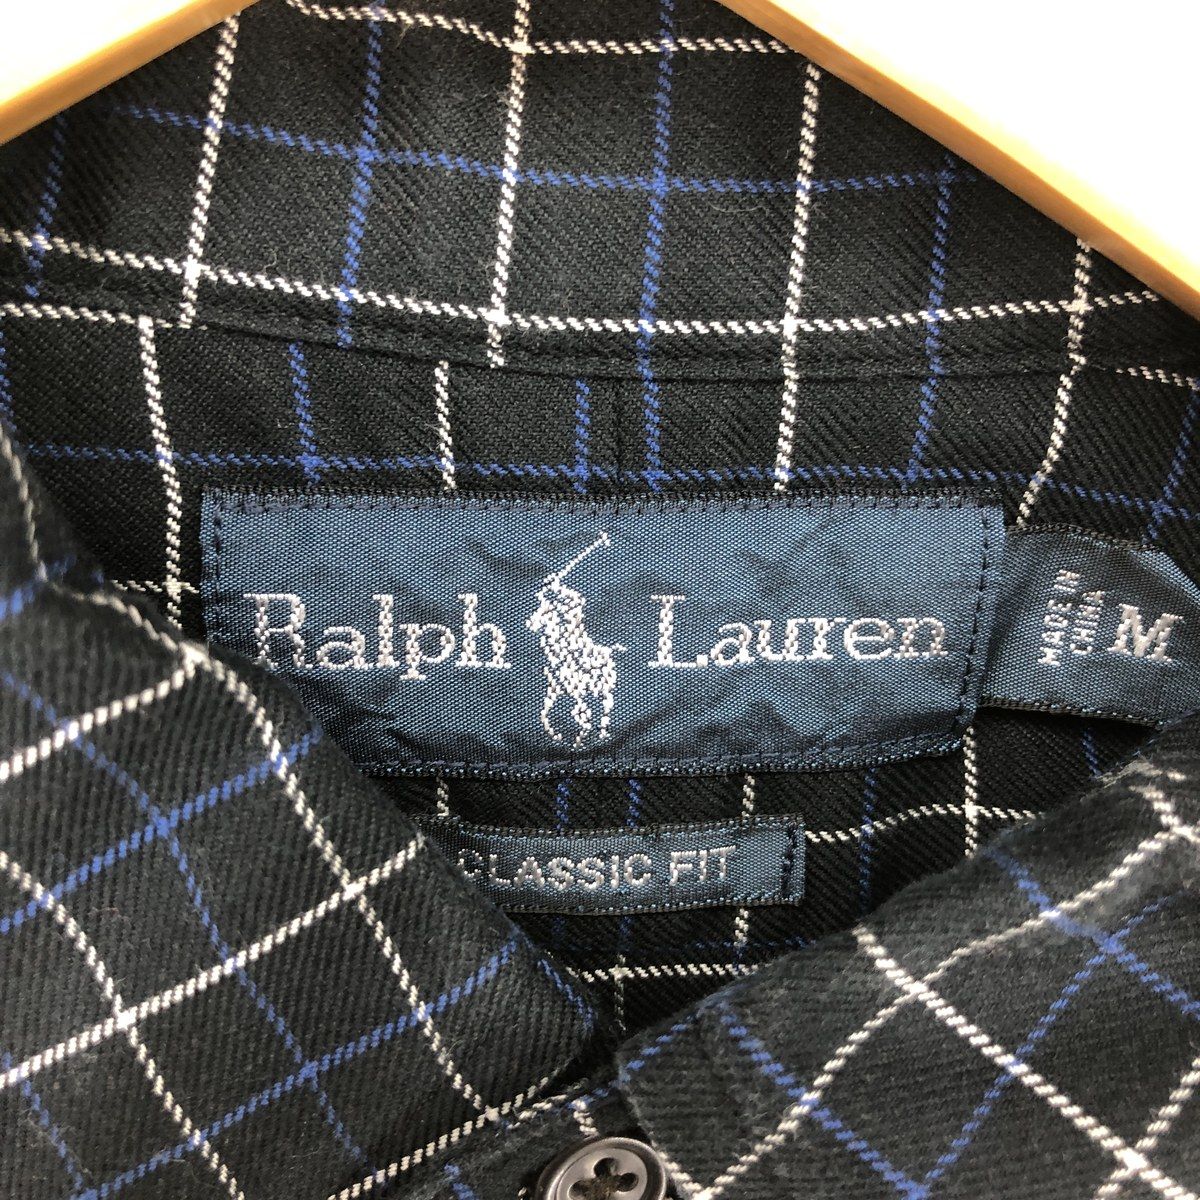 Ralph Lauren
MADE IN
CHINA
M
CLASSIC FIT